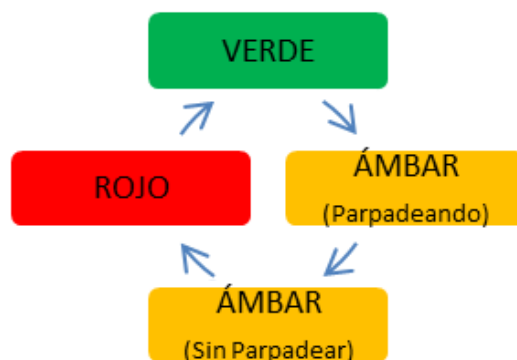 VERDE
ROJO
ÁMBAR
(Parpadeando)
ÁMBAR
(Sin Parpadear)